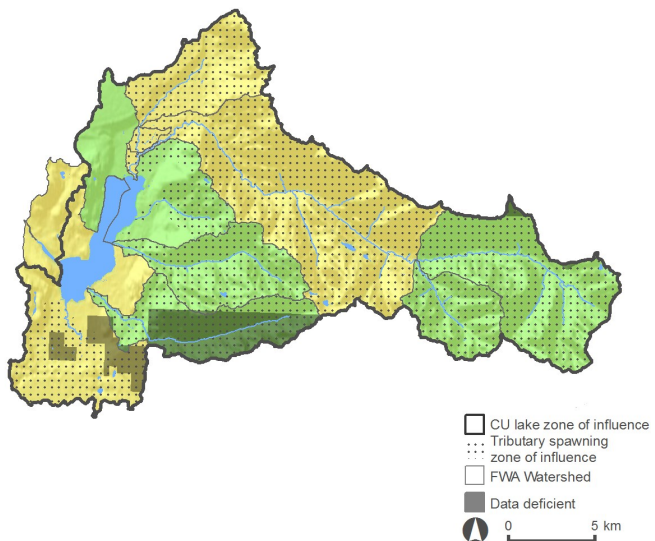 CU lake zone of influence
Tributary spawning
zone of influence
FWA Watershed
Data deficient
0 5 km